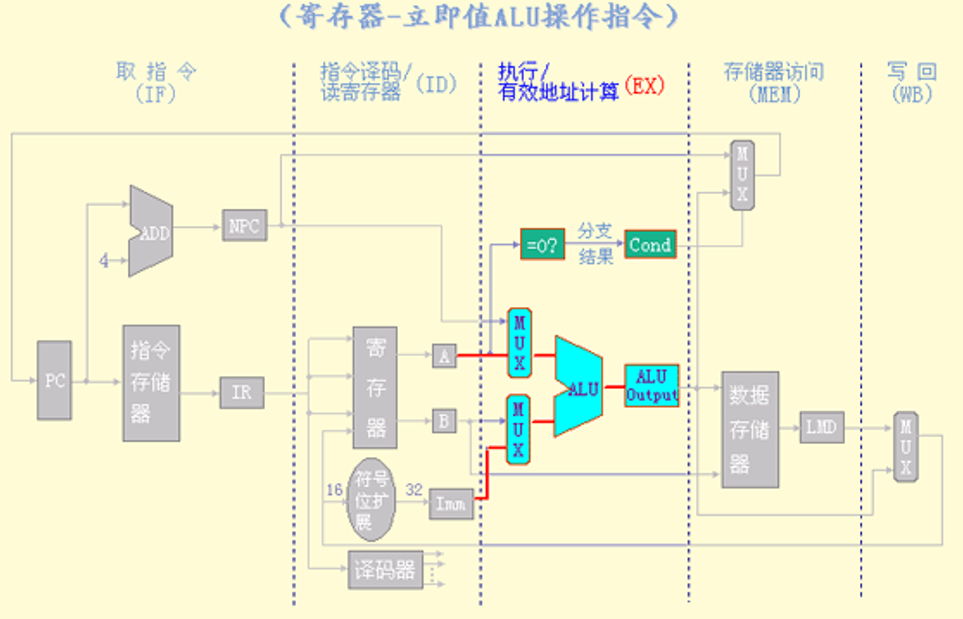 (寄存器-立即值ALU操作指令)
取 指 令
(IF)
指令译码/
读寄存器 (ID)
执行/
有效地址计算 (EX)
存储器访问
(MEM)
写 回
(WB)
MUX
ADD
NPC
4
=0?
分支
结果
Cond
PC
指令
存储
器
IR
寄
存
器
A
B
MUX
MUX
ALU
ALU
Output
数据
存储
器
LMD
MUX
16
符号
位扩
展
32
Imm
译码器